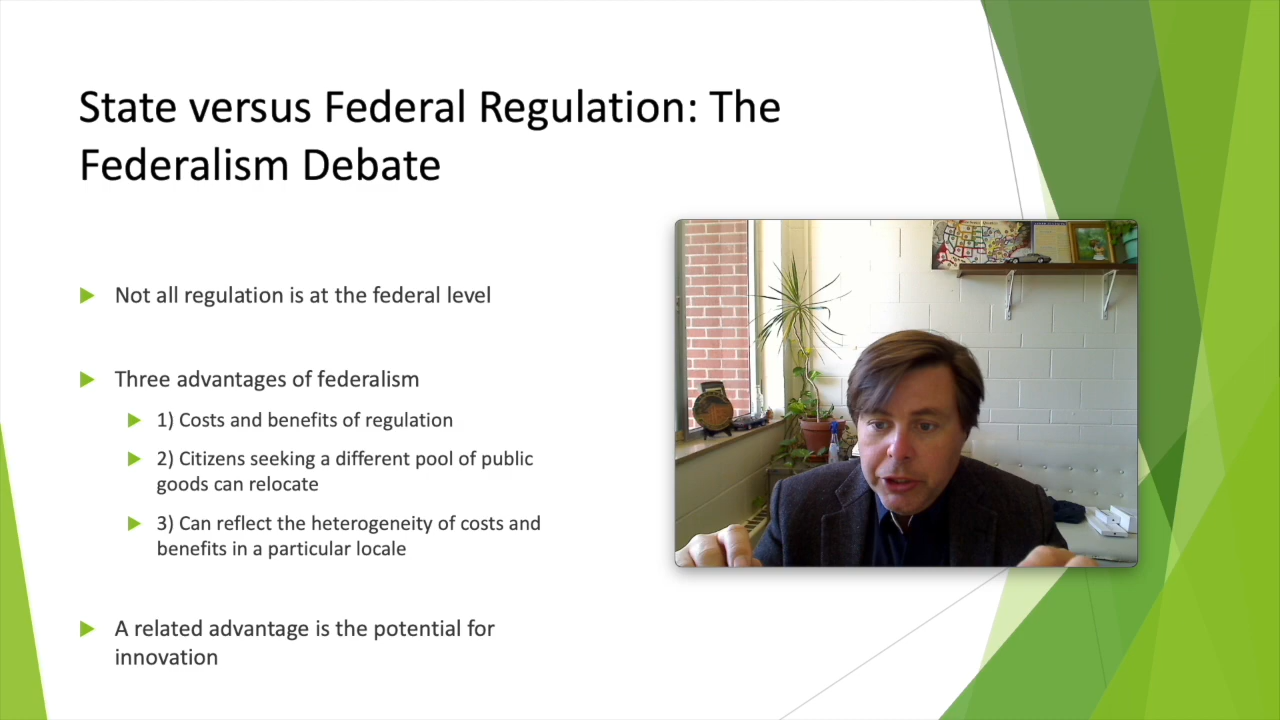 State versus Federal Regulation: The
Federalism Debate
Not all regulation is at the federal level
Three advantages of federalism
1) Costs and benefits of regulation
2) Citizens seeking a different pool of public
goods can relocate
3) Can reflect the heterogeneity of costs and
benefits in a particular locale
A related advantage is the potential for
innovation